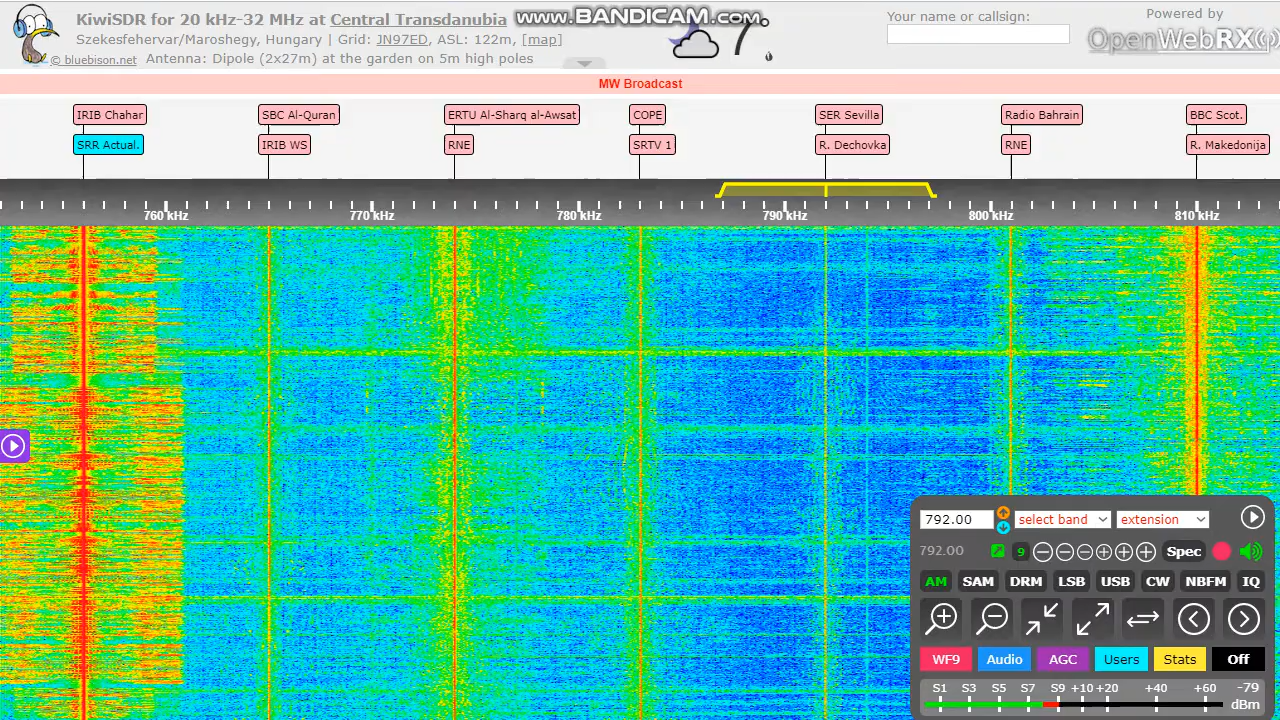 KiwiSDR for 20 kHz-32 MHz at Central Transdanubia
Szekesfehervar/Maroshegy, Hungary | Grid: JN97ED, ASL: 122m, [map]
© bluebison.net Antenna: Dipole (2x27m) at the garden on 5m high poles
www.BANDICAM.com
7°
Your name or callsign:
Powered by
OpenWebRX
MW Broadcast
IRIB Chahar SBC Al-Quran ERTU Al-Sharq al-Awsat COPE SER Sevilla Radio Bahrain BBC Scot.
SRR Actual. IRIB WS RNE SRTV 1 R. Dechovka RNE R. Makedonija
760 kHz 770 kHz 780 kHz 790 kHz 800 kHz 810 kHz
792.00 select band extension
792.00 9 Spec
AM SAM DRM LSB USB CW NBFM IQ
WF9 Audio AGC Users Stats Off
S1 S3 S5 S7 S9 +10 +20 +40 +60 -79
dBm